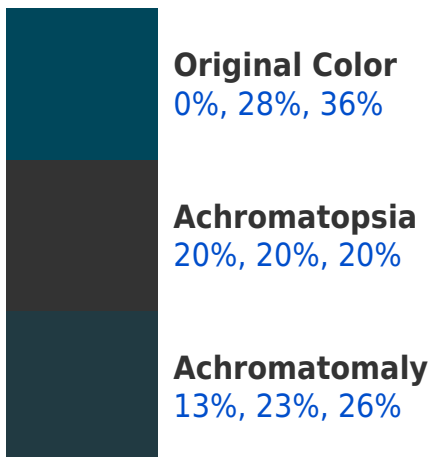 Original Color
0%, 28%, 36%
Achromatopsia
20%, 20%, 20%
Achromatomaly
13%, 23%, 26%